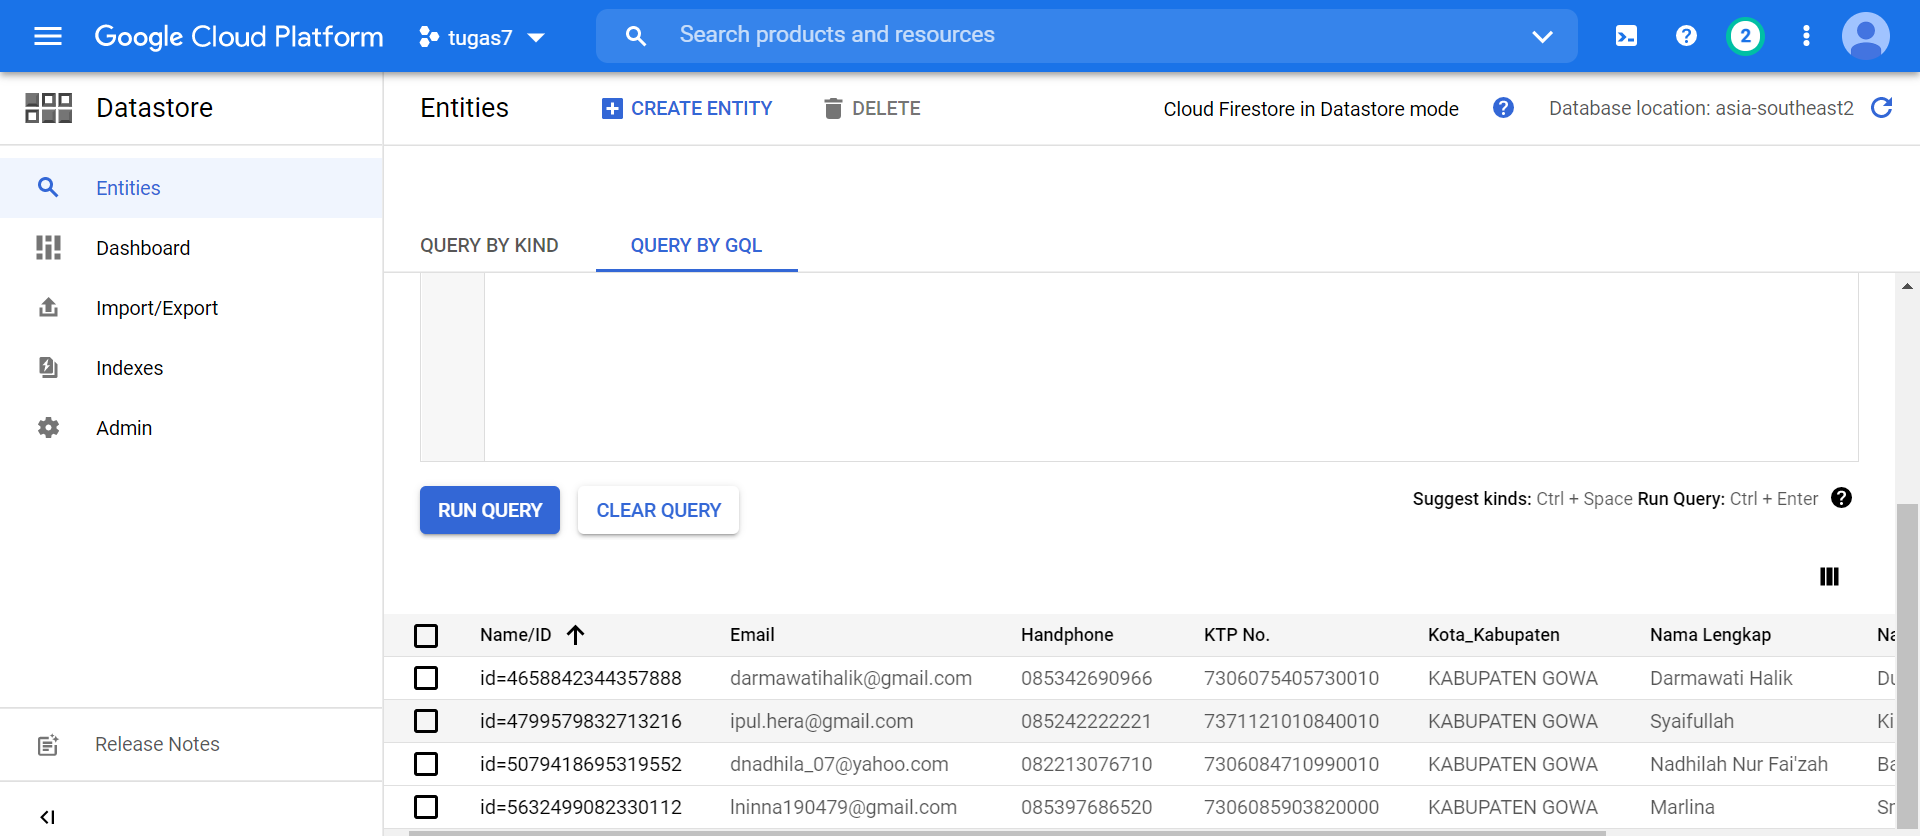 Google Cloud Platform tugas7 Search products and resources 2
Datastore Entities CREATE ENTITY DELETE Cloud Firestore in Datastore mode Database location: asia-southeast2
Entities
Dashboard
Import/Export
Indexes
Admin
Release Notes
QUERY BY KIND QUERY BY GQL
RUN QUERY CLEAR QUERY Suggest kinds: Ctrl + Space Run Query: Ctrl + Enter
Name/ID Email Handphone KTP No. Kota_Kabupaten Nama Lengkap
id=4658842344357888 darmawatihalik@gmail.com 085342690966 7306075405730010 KABUPATEN GOWA Darmawati Halik
id=4799579832713216 ipul.hera@gmail.com 085242222221 7371121010840010 KABUPATEN GOWA Syaifullah Ki
id=5079418695319552 dnadhila_07@yahoo.com 082213076710 7306084710990010 KABUPATEN GOWA Nadhilah Nur Fai'zah
id=5632499082330112 lninna190479@gmail.com 085397686520 7306085903820000 KABUPATEN GOWA Marlina